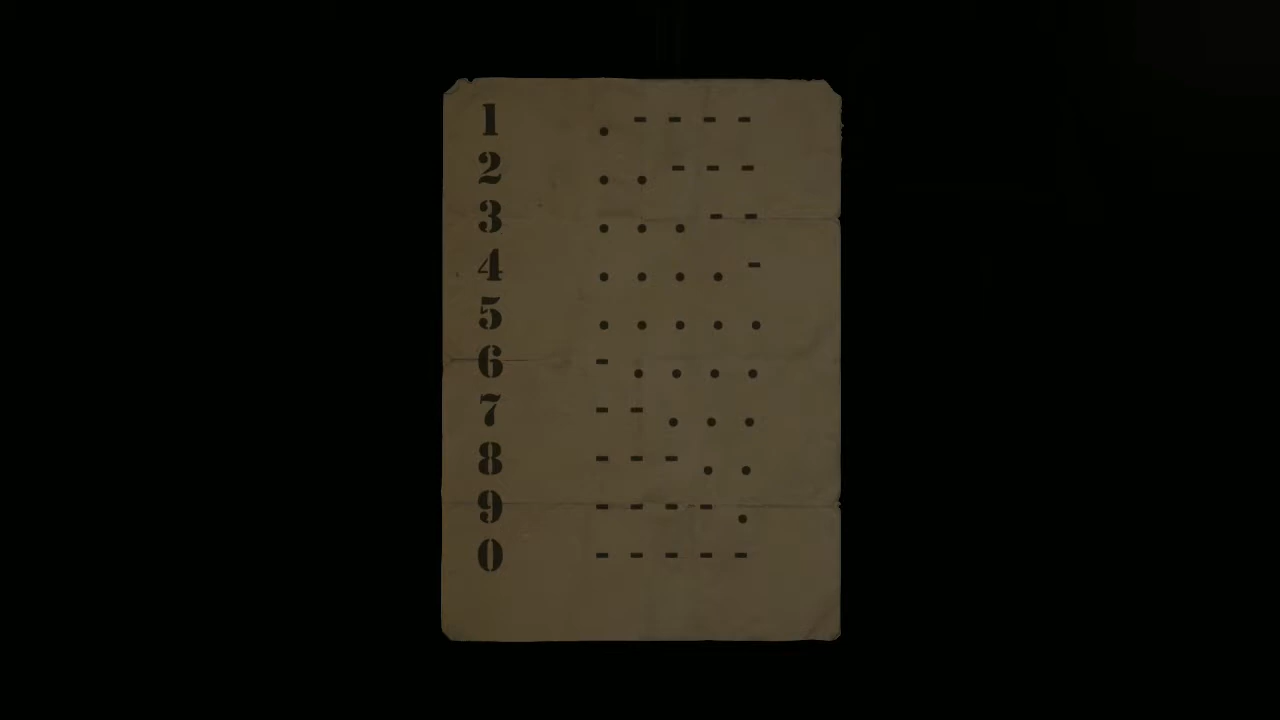 1 . - - - -
2 . . - - -
3 . . . - -
4 . . . . -
5 . . . . .
6 - . . . .
7 - - . . .
8 - - - . .
9 - - - - .
0 - - - - -